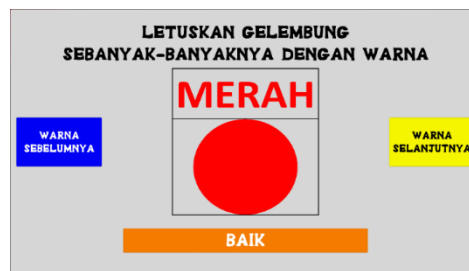 LETUSKAN GELEMBUNG
SEBANYAK-BANYAKNYA DENGAN WARNA
MERAH
WARNA
SEBELUMNYA
WARNA
SELANJUTNYA
BAIK